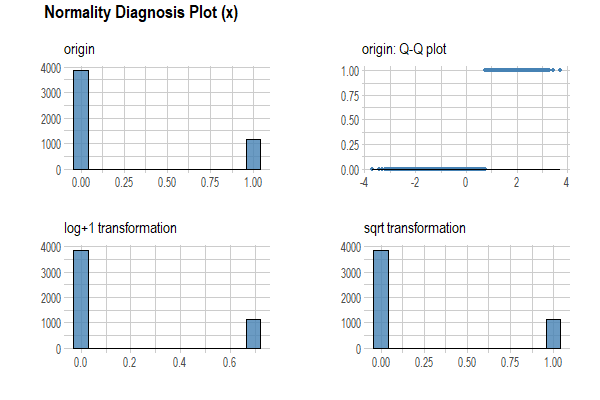 Normality Diagnosis Plot (x)
origin
4000
3000
2000
1000
0
0.00 0.25 0.50 0.75 1.00
origin: Q-Q plot
1.00
0.75
0.50
0.25
0.00
-4 -2 0 2 4
log+1 transformation
4000
3000
2000
1000
0
0.0 0.2 0.4 0.6
sqrt transformation
4000
3000
2000
1000
0
0.00 0.25 0.50 0.75 1.00